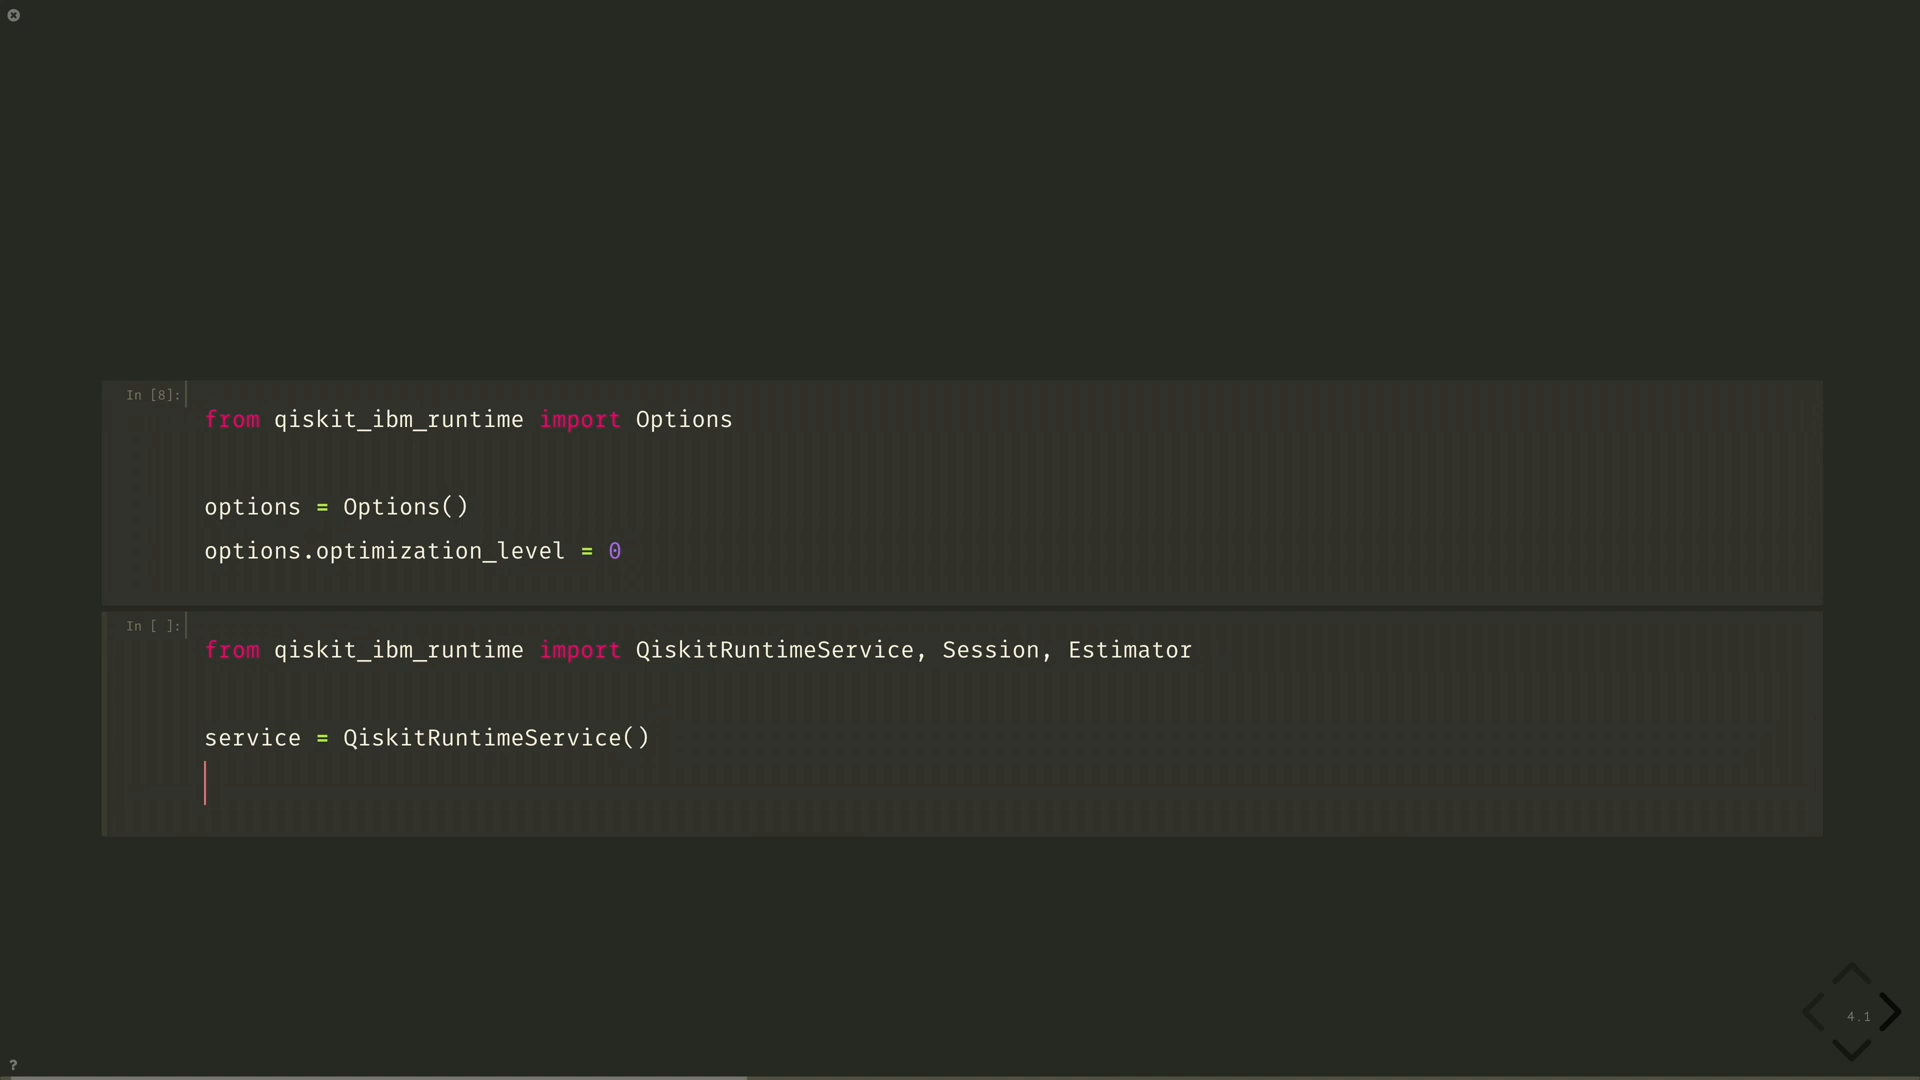 In [8]:
from qiskit_ibm_runtime import Options
options = Options()
options.optimization_level = 0
In [ ]:
from qiskit_ibm_runtime import QiskitRuntimeService, Session, Estimator
service = QiskitRuntimeService()
4.1
?